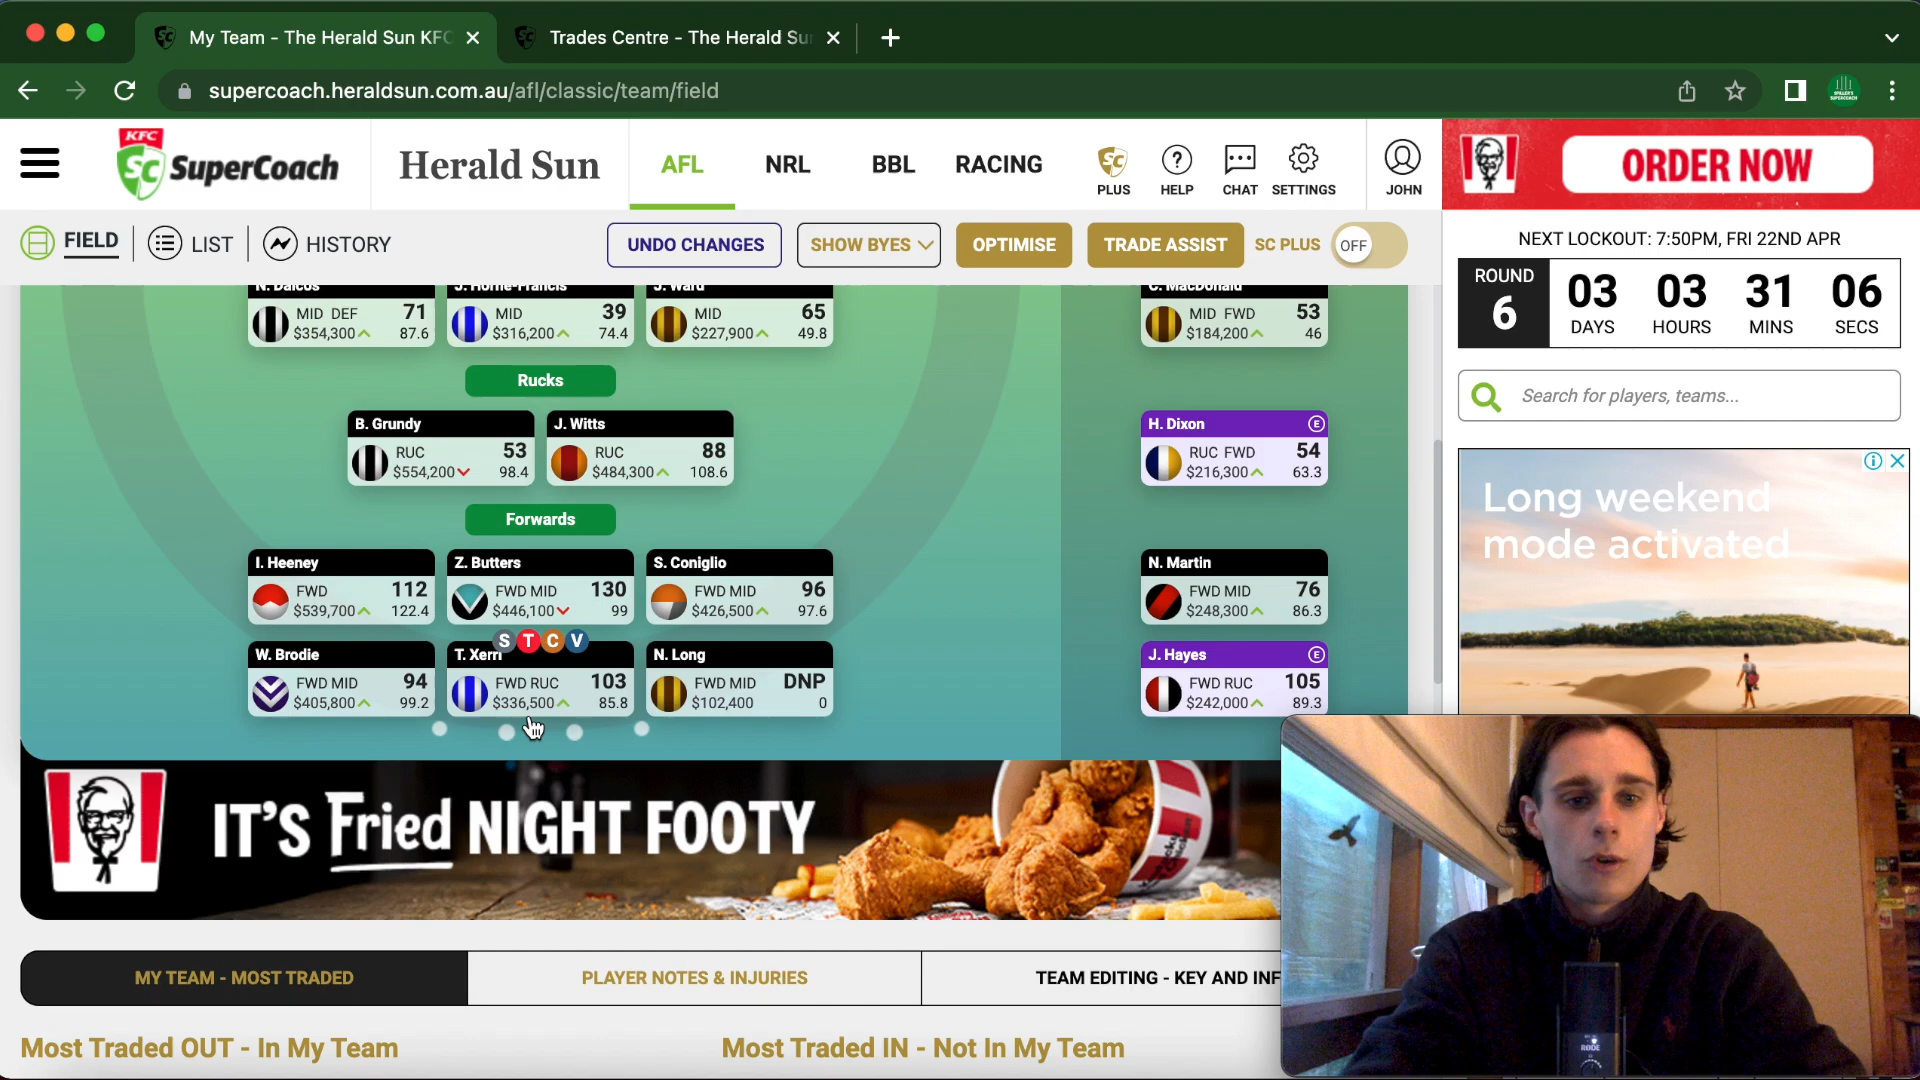 My Team - The Herald Sun KFC
Trades Centre - The Herald Su
supercoach.heraldsun.com.au/afl/classic/team/field
KFC
SC SuperCoach
Herald Sun
AFL
NRL
BBL
RACING
SC PLUS
HELP
CHAT
SETTINGS
JOHN
ORDER NOW
FIELD
LIST
HISTORY
UNDO CHANGES
SHOW BYES
OPTIMISE
TRADE ASSIST
SC PLUS
OFF
NEXT LOCKOUT: 7:50PM, FRI 22ND APR
ROUND 6
03 DAYS
03 HOURS
31 MINS
06 SECS
Search for players, teams...
N. Daicos
MID DEF 71
$354,300 87.6
J. Horne-Francis
MID 39
$316,200 74.4
J. Ward
MID 65
$227,900 49.8
C. MacDonald
MID FWD 53
$184,200 46
Rucks
B. Grundy
RUC 53
$554,200 98.4
J. Witts
RUC 88
$484,300 108.6
H. Dixon E
RUC FWD 54
$216,300 63.3
Forwards
I. Heeney
FWD 112
$539,700 122.4
Z. Butters
FWD MID 130
$446,100 99
S. Coniglio
FWD MID 96
$426,500 97.6
N. Martin
FWD MID 76
$248,300 86.3
S T C V
W. Brodie
FWD MID 94
$405,800 99.2
T. Xerri
FWD RUC 103
$336,500 85.8
N. Long
FWD MID DNP
$102,400 0
J. Hayes E
FWD RUC 105
$242,000 89.3
Long weekend
mode activated
IT'S Fried NIGHT FOOTY
RØDE
MY TEAM - MOST TRADED
PLAYER NOTES & INJURIES
TEAM EDITING - KEY AND INF
Most Traded OUT - In My Team
Most Traded IN - Not In My Team